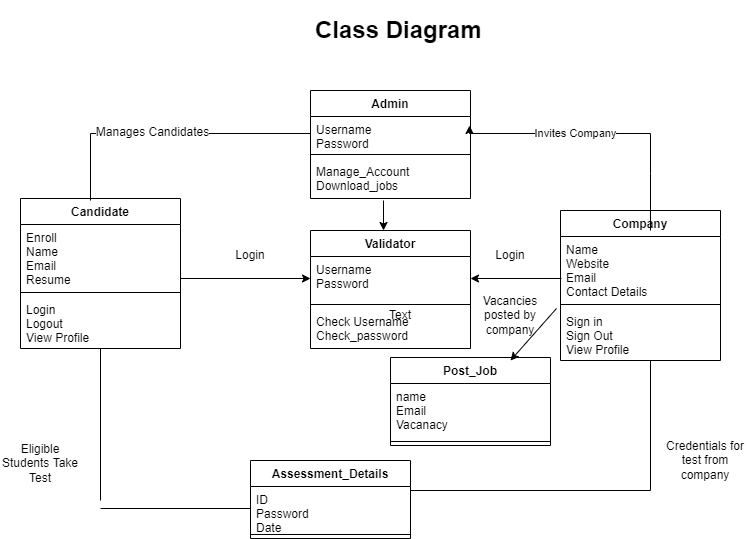 Class Diagram
Admin
Username
Password
Manage_Account
Download_jobs
Manages Candidates
Invites Company
Candidate
Enroll
Name
Email
Resume
Login
Logout
View Profile
Login
Validator
Username
Password
Text
Check Username
Check_password
Login
Company
Name
Website
Email
Contact Details
Sign in
Sign Out
View Profile
Vacancies
posted by
company
Post_Job
name
Email
Vacanacy
Eligible
Students Take
Test
Assessment_Details
ID
Password
Date
Credentials for
test from
company